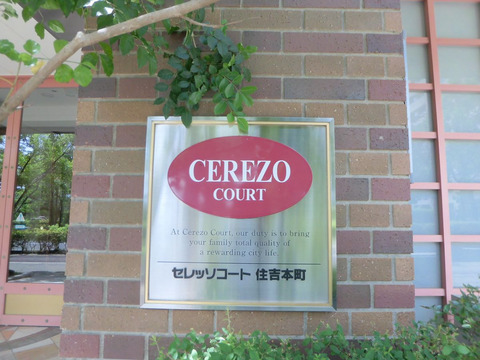 CEREZO
COURT
At Cerezo Court, our duty is to bring
your family total quality of
a rewarding city life.
セレッソコート 住吉本町